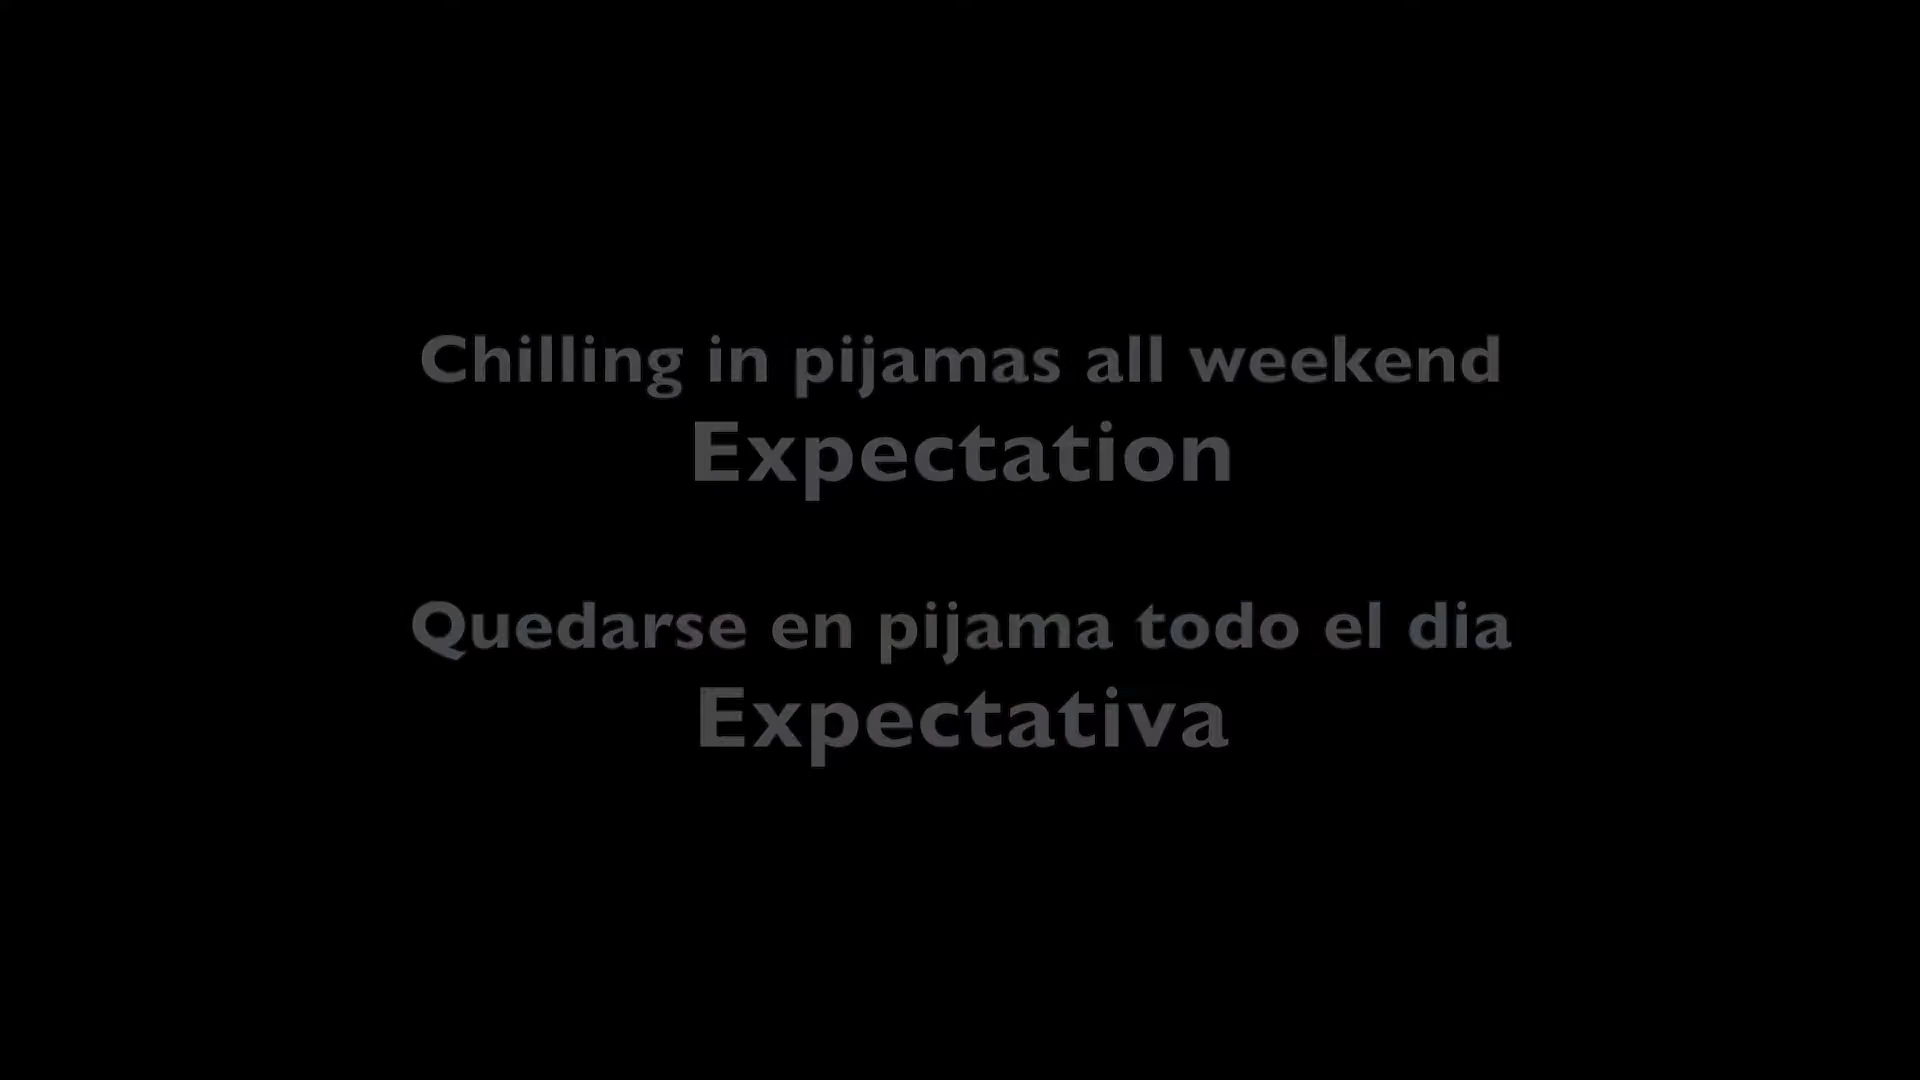 Chilling in pijamas all weekend
Expectation
Quedarse en pijama todo el dia
Expectativa